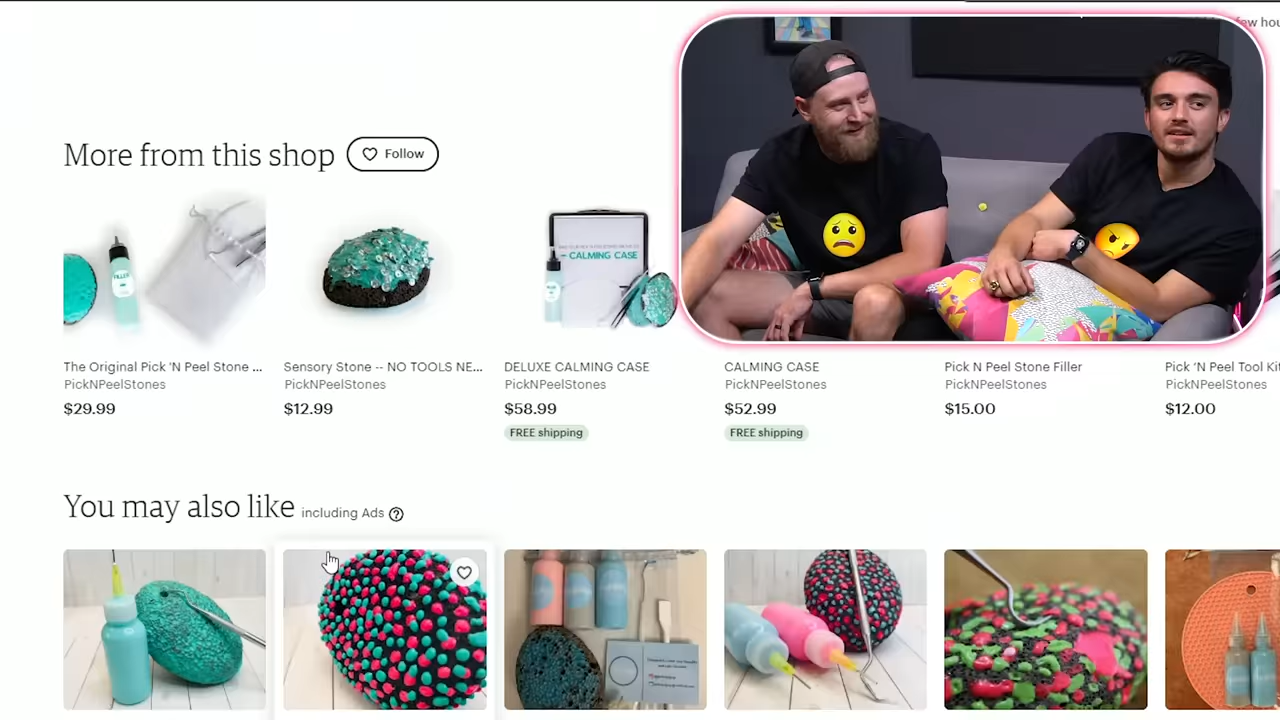 few hou
More from this shop
Follow
CALMING CASE
The Original Pick 'N Peel Stone ...
PickNPeelStones
$29.99
Sensory Stone -- NO TOOLS NE...
PickNPeelStones
$12.99
DELUXE CALMING CASE
PickNPeelStones
$58.99
FREE shipping
CALMING CASE
PickNPeelStones
$52.99
FREE shipping
Pick N Peel Stone Filler
PickNPeelStones
$15.00
Pick 'N Peel Tool Kit
PickNPeelStones
$12.00
You may also like including Ads ?